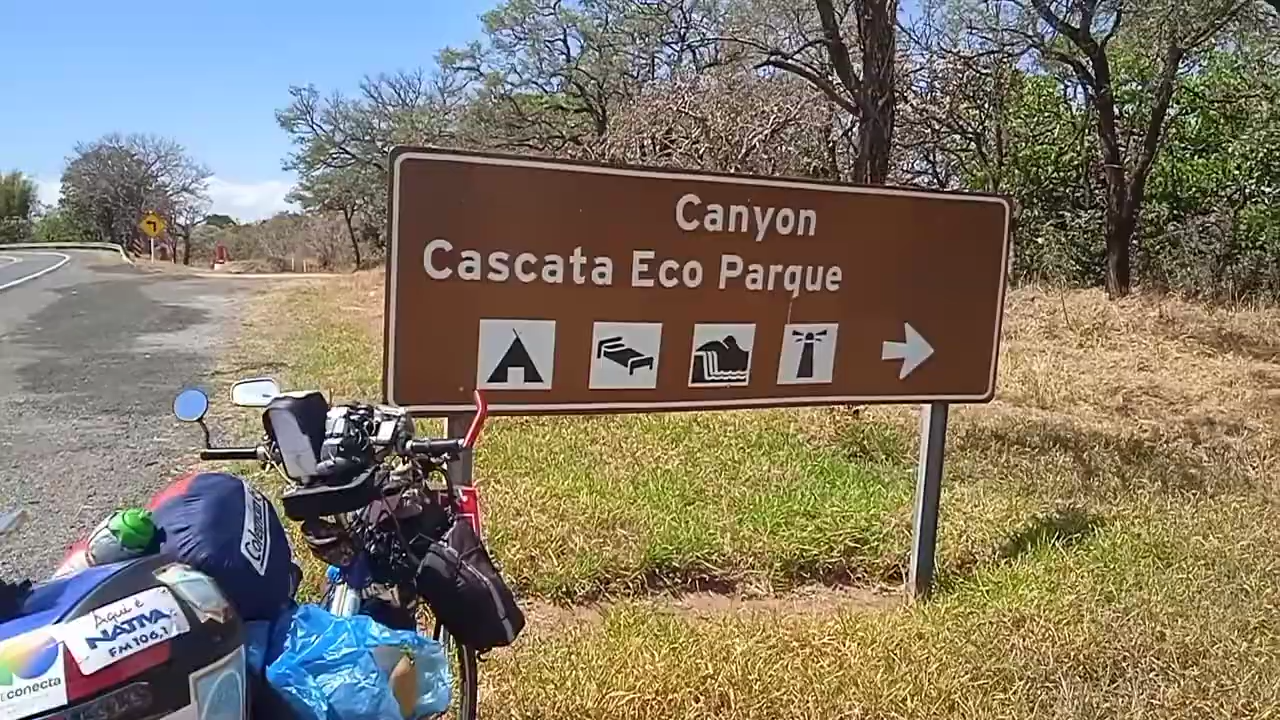 Canyon
Cascata Eco Parque
Coleman
Aqui é
NATIVA
FM 106,1
conecta